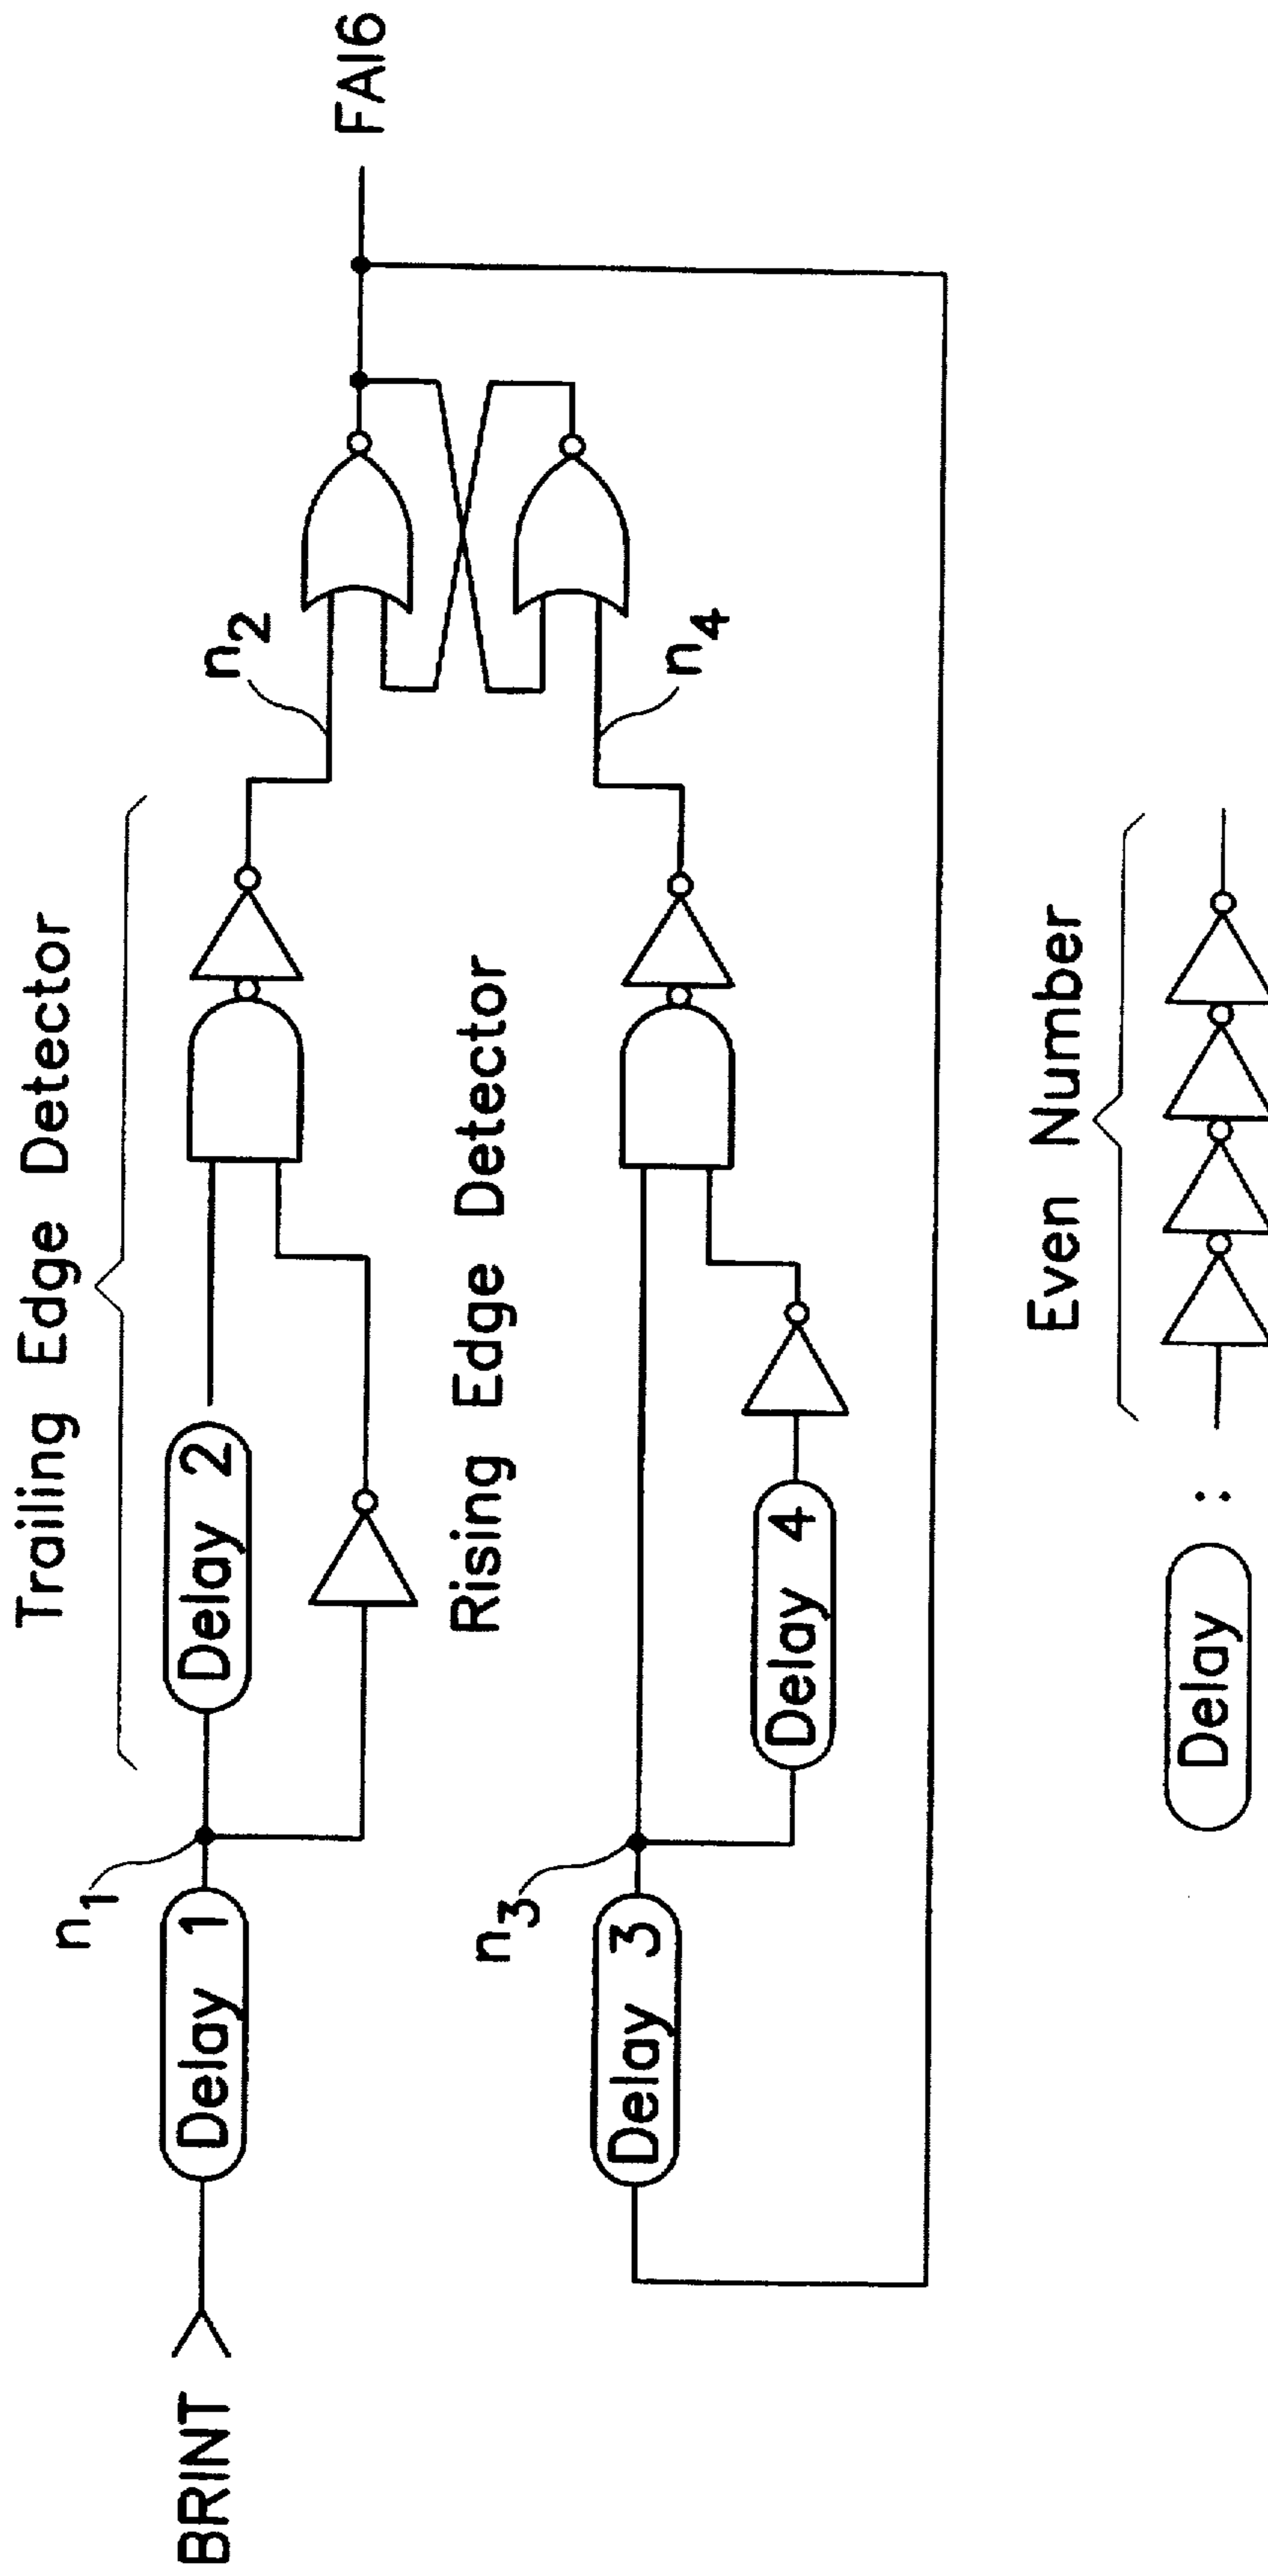 Trailing Edge Detector
BRINT
Delay 1
n1
Delay 2
n2
FAI6
Rising Edge Detector
Delay 3
n3
Delay 4
n4
Even Number
Delay :